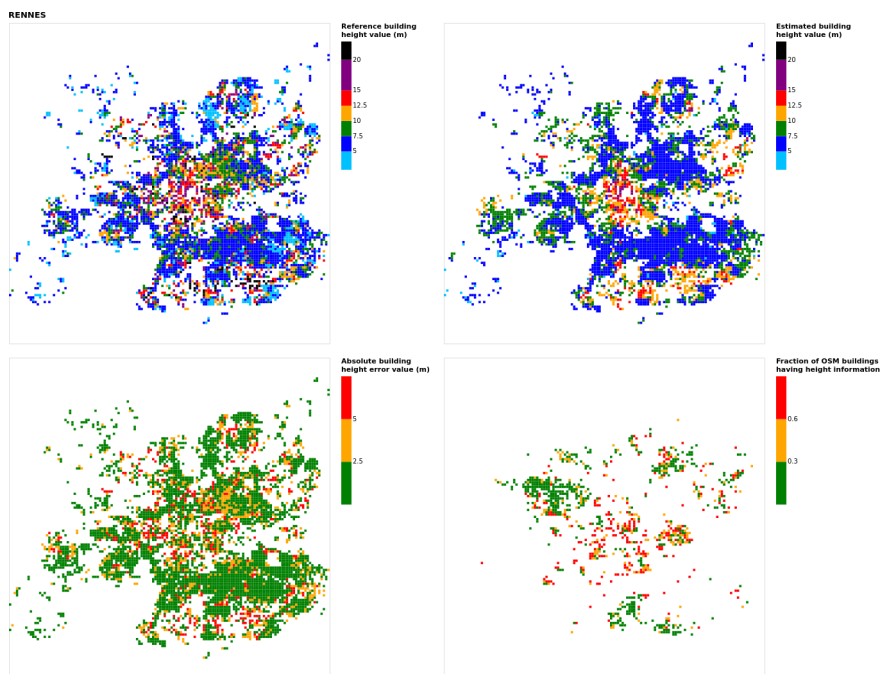 RENNES
Reference building
height value (m)
20
15
12.5
10
7.5
5
Estimated building
height value (m)
20
15
12.5
10
7.5
5
Absolute building
height error value (m)
5
2.5
Fraction of OSM buildings
having height information
0.6
0.3